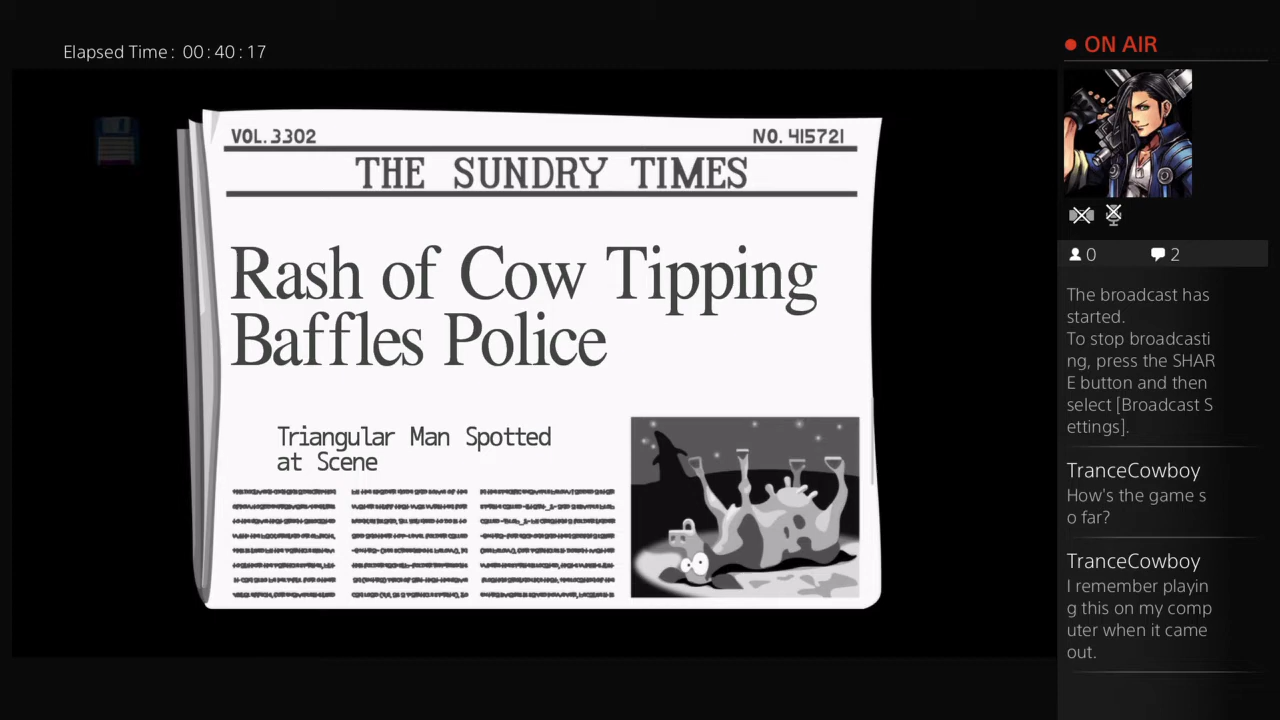 Elapsed Time: 00:40:17
ON AIR
VOL. 3302
NO. 415721
THE SUNDRY TIMES
Rash of Cow Tipping
Baffles Police
Triangular Man Spotted
at Scene
0
2
The broadcast has
started.
To stop broadcasti
ng, press the SHAR
E button and then
select [Broadcast S
ettings].
TranceCowboy
How's the game s
o far?
TranceCowboy
I remember playin
g this on my comp
uter when it came
out.